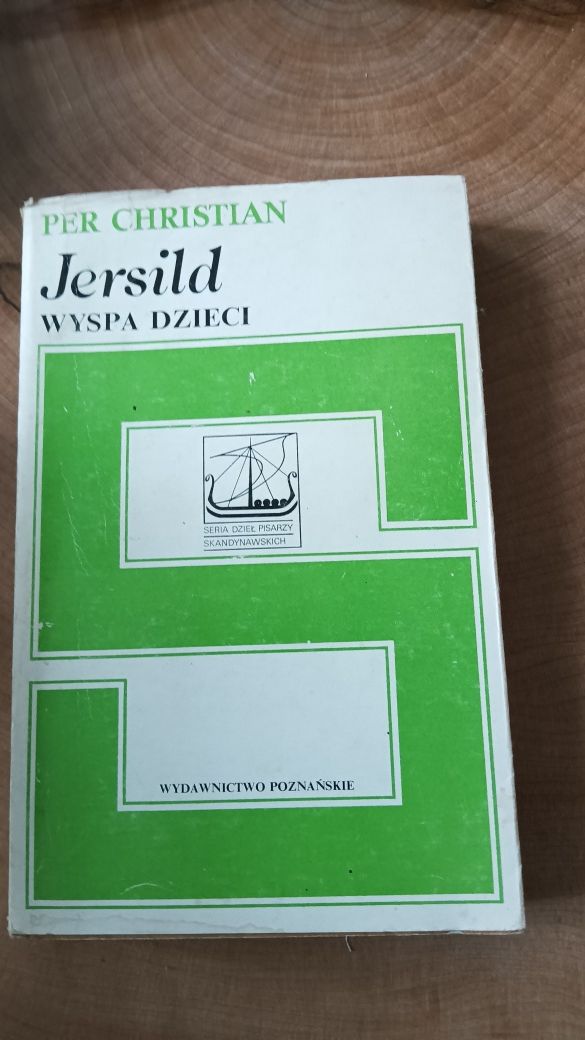 PER CHRISTIAN
Jersild
WYSPA DZIECI
SERIA DZIEŁ PISARZY
SKANDYNAWSKICH
WYDAWNICTWO POZNAŃSKIE